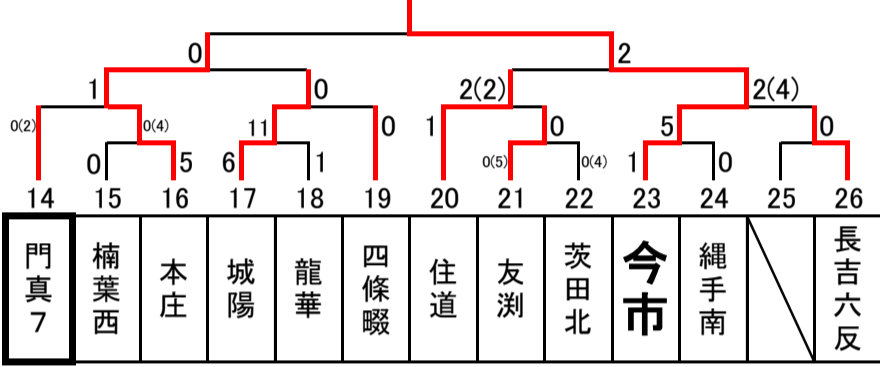 0 2
1 0 2(2) 2(4)
0(2) 0(4) 11 0 1 0 5 0
0 5 6 1 0(5) 0(4) 1 0
14 15 16 17 18 19 20 21 22 23 24 25 26
門真7
楠葉西
本庄
城陽
龍華
四條畷
住道
友渕
茨田北
今市
縄手南
長吉六反